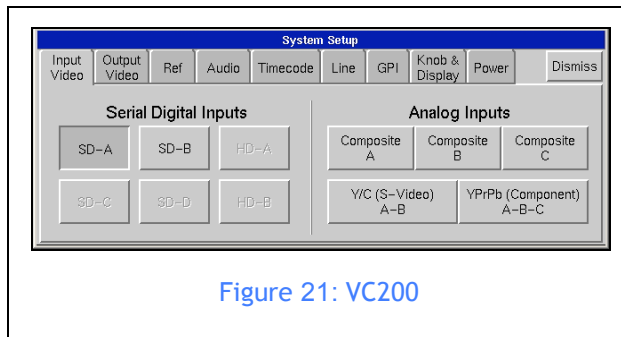 System Setup
Input Video
Output Video
Ref
Audio
Timecode
Line
GPI
Knob & Display
Power
Dismiss
Serial Digital Inputs
SD-A
SD-B
HD-A
SD-C
SD-D
HD-B
Analog Inputs
Composite A
Composite B
Composite C
Y/C (S-Video) A-B
YPrPb (Component) A-B-C
Figure 21: VC200